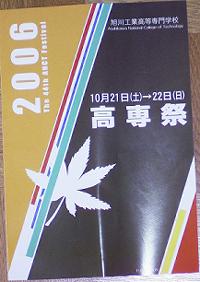 旭川工業高等専門学校
Asahikawa National College of Technology
2006
The 44th AHCT Festival
10月21日(土)→22日(日)
高専祭